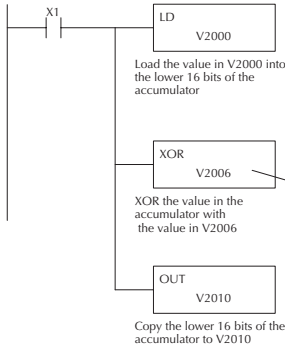 X1
LD
V2000
Load the value in V2000 into
the lower 16 bits of the
accumulator
XOR
V2006
XOR the value in the
accumulator with
the value in V2006
OUT
V2010
Copy the lower 16 bits of the
accumulator to V2010